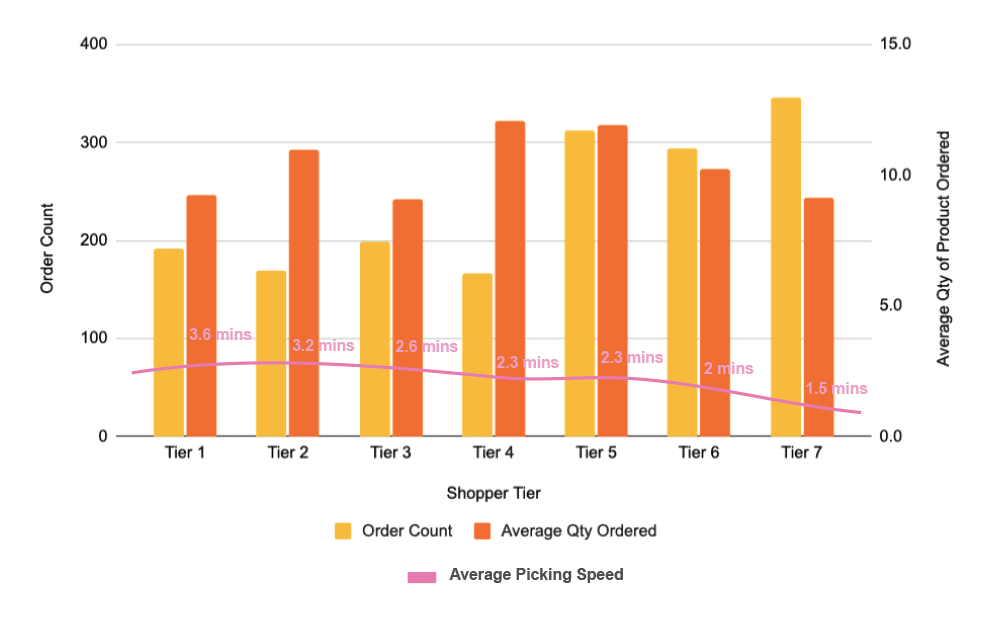 400
15.0
300
10.0
200
5.0
100
0
0.0
Order Count
Average Qty of Product Ordered
3.6 mins
3.2 mins
2.6 mins
2.3 mins
2.3 mins
2 mins
1.5 mins
Tier 1 Tier 2 Tier 3 Tier 4 Tier 5 Tier 6 Tier 7
Shopper Tier
Order Count Average Qty Ordered
Average Picking Speed